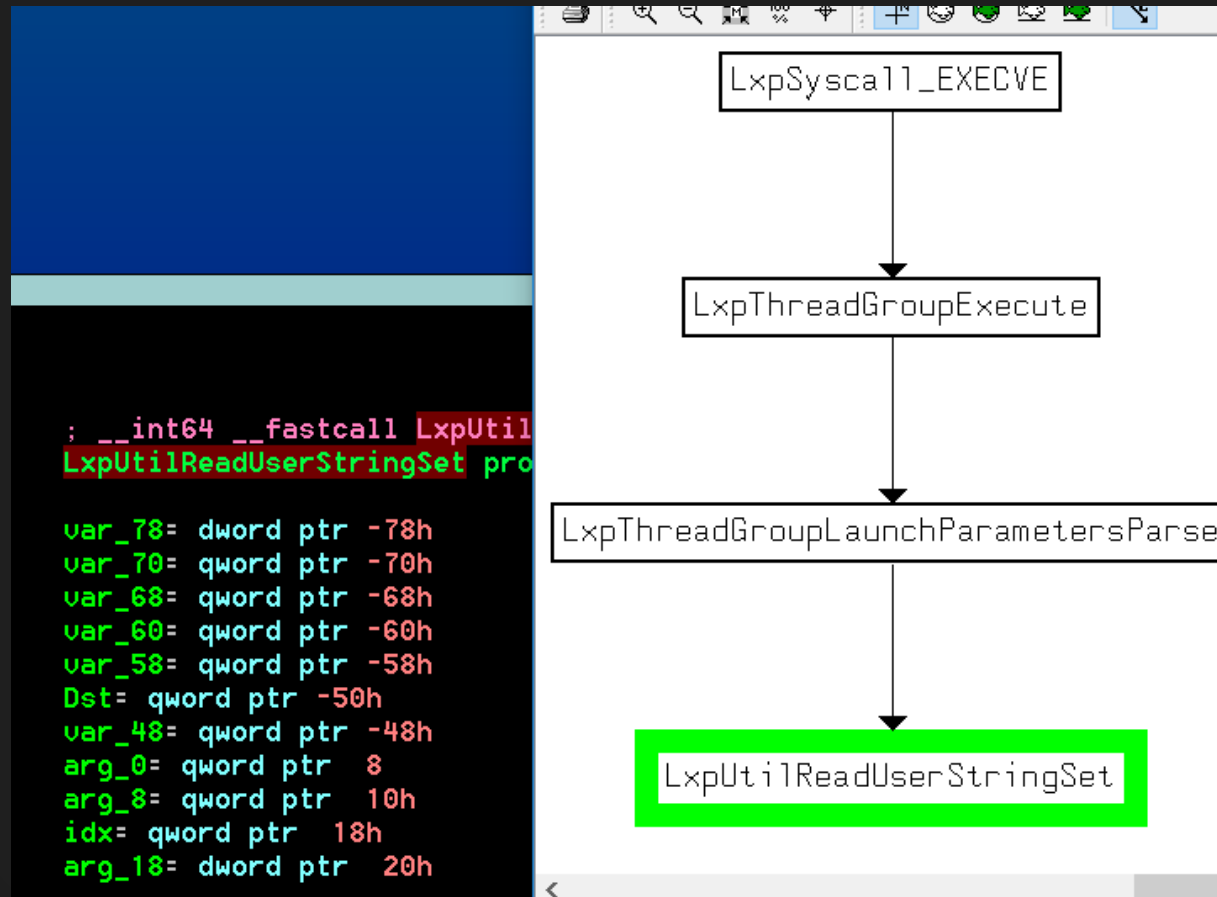 ; __int64 __fastcall LxpUtil
LxpUtilReadUserStringSet pro
var_78= dword ptr -78h
var_70= qword ptr -70h
var_68= qword ptr -68h
var_60= qword ptr -60h
var_58= qword ptr -58h
Dst= qword ptr -50h
var_48= qword ptr -48h
arg_0= qword ptr  8
arg_8= qword ptr  10h
idx= qword ptr  18h
arg_18= dword ptr  20h
LxpSyscall_EXECVE
LxpThreadGroupExecute
LxpThreadGroupLaunchParametersParse
LxpUtilReadUserStringSet